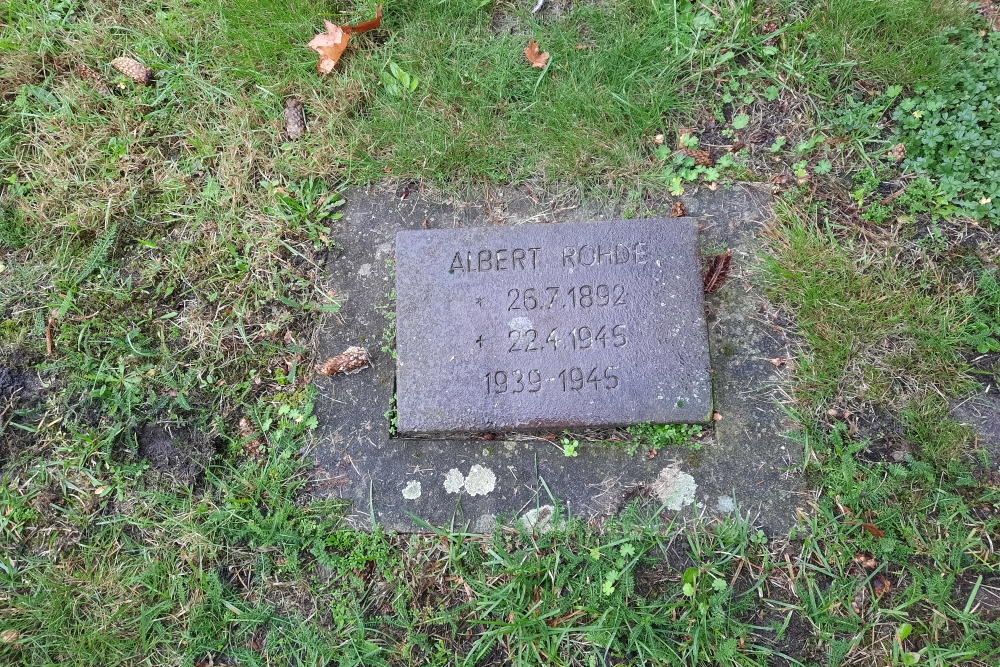 ALBERT ROHDE
* 26.7.1892
+ 22.4.1945
1939-1945